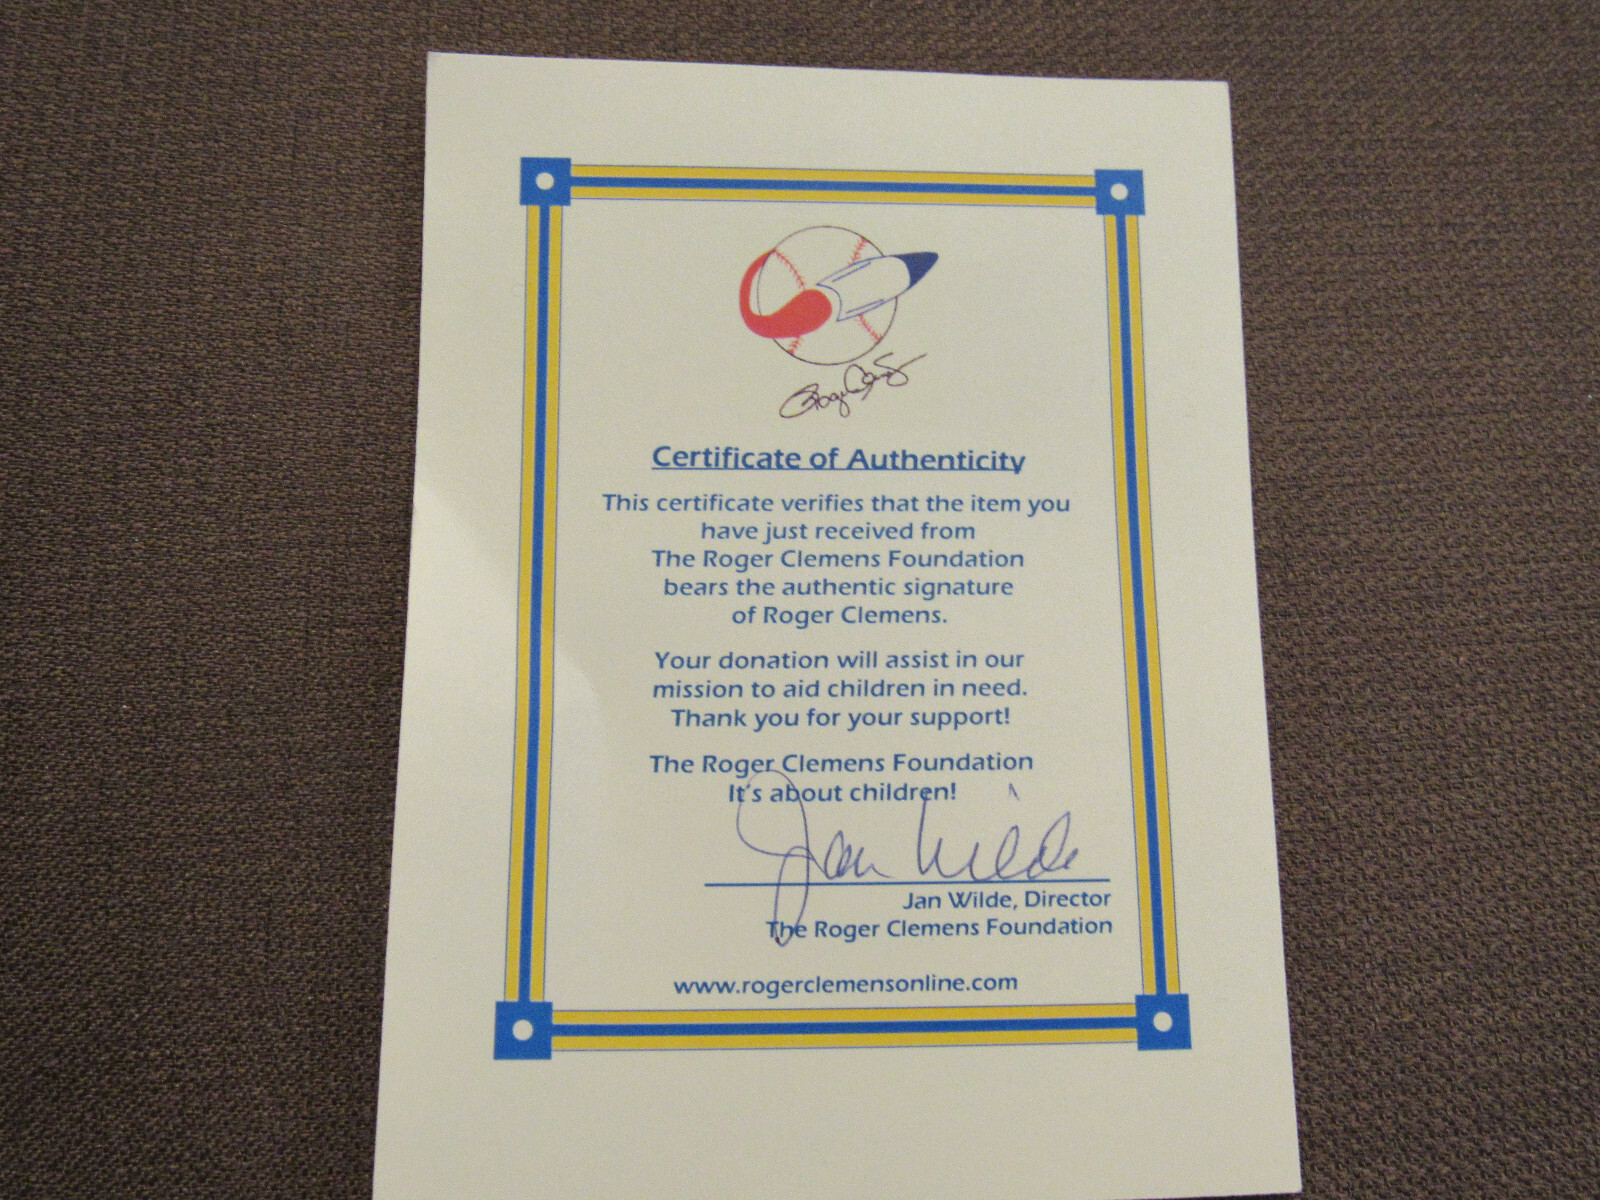 Roger Clemens
Certificate of Authenticity
This certificate verifies that the item you
have just received from
The Roger Clemens Foundation
bears the authentic signature
of Roger Clemens.
Your donation will assist in our
mission to aid children in need.
Thank you for your support!
The Roger Clemens Foundation
It's about children!
Jan Wilde
Jan Wilde, Director
The Roger Clemens Foundation
www.rogerclemensonline.com